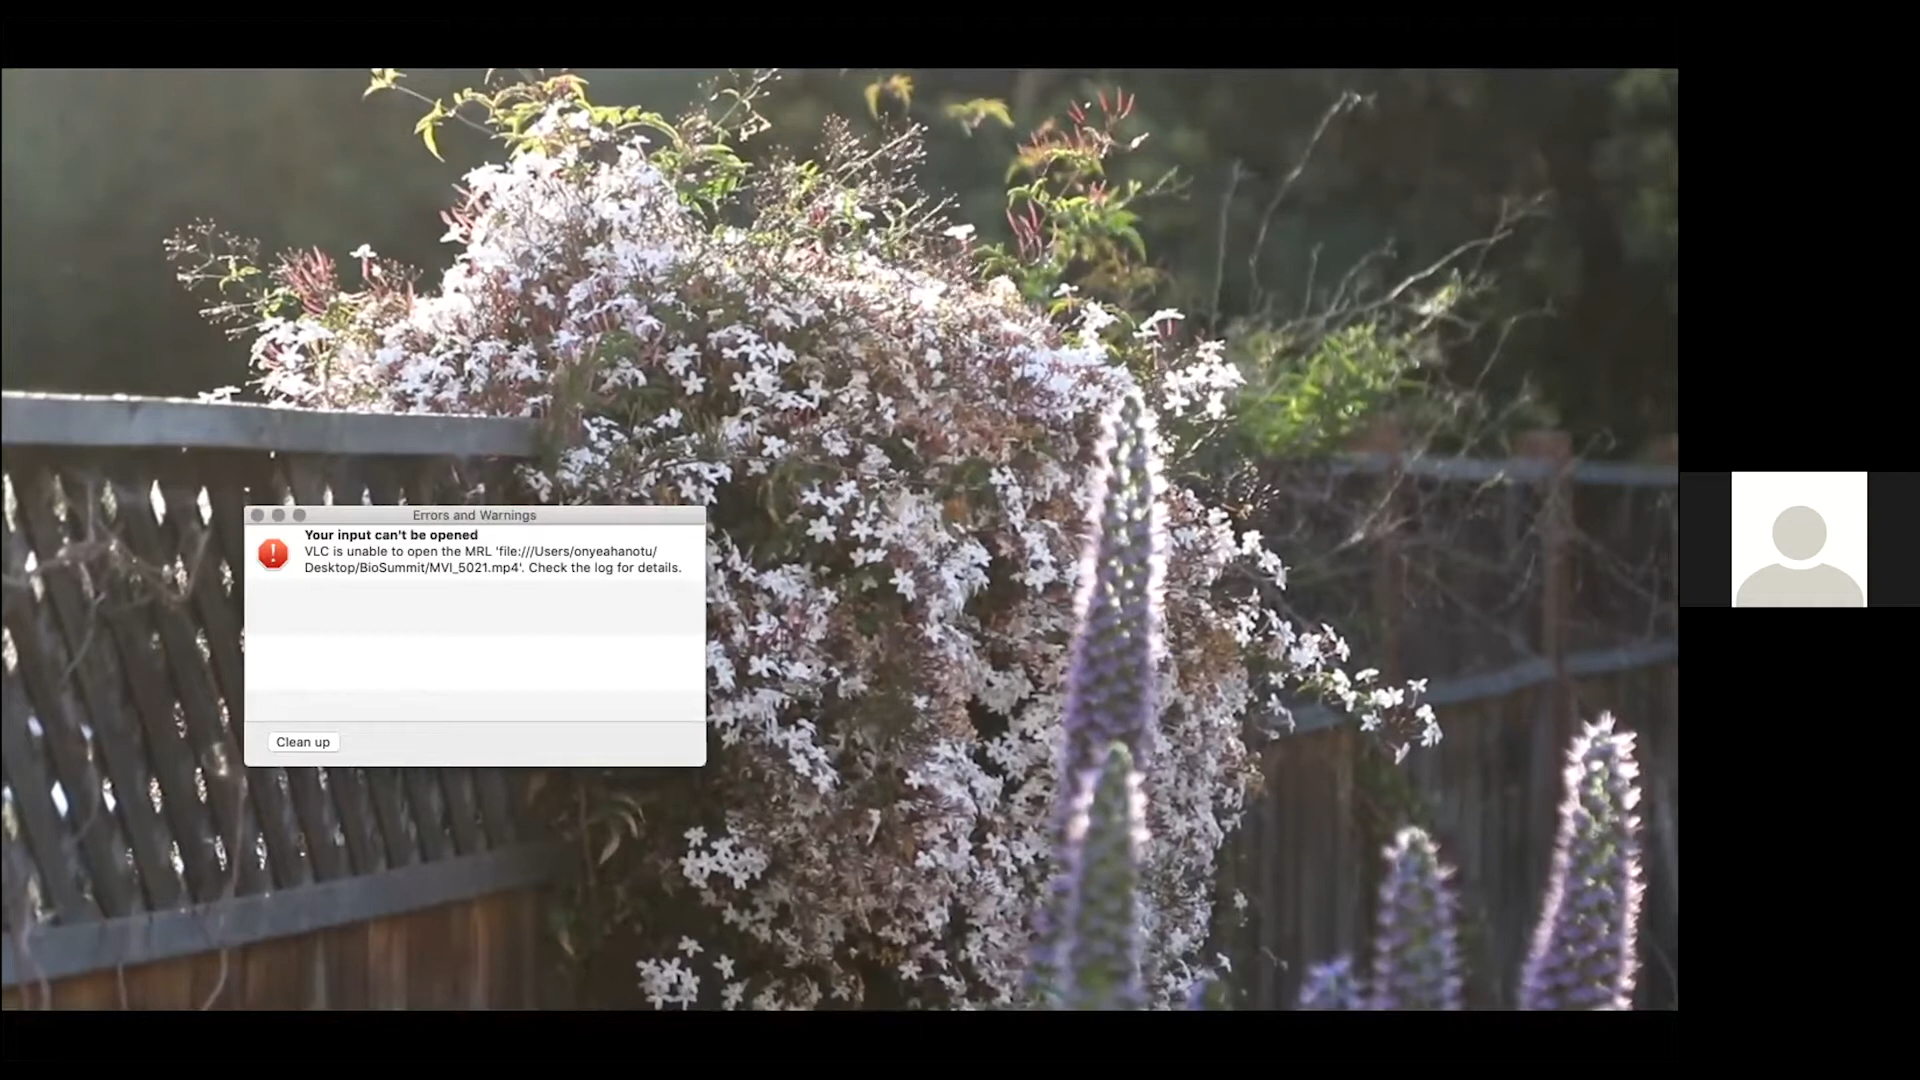 Errors and Warnings
Your input can't be opened
VLC is unable to open the MRL 'file:///Users/onyeahanotu/
Desktop/BioSummit/MVI_5021.mp4'. Check the log for details.
Clean up